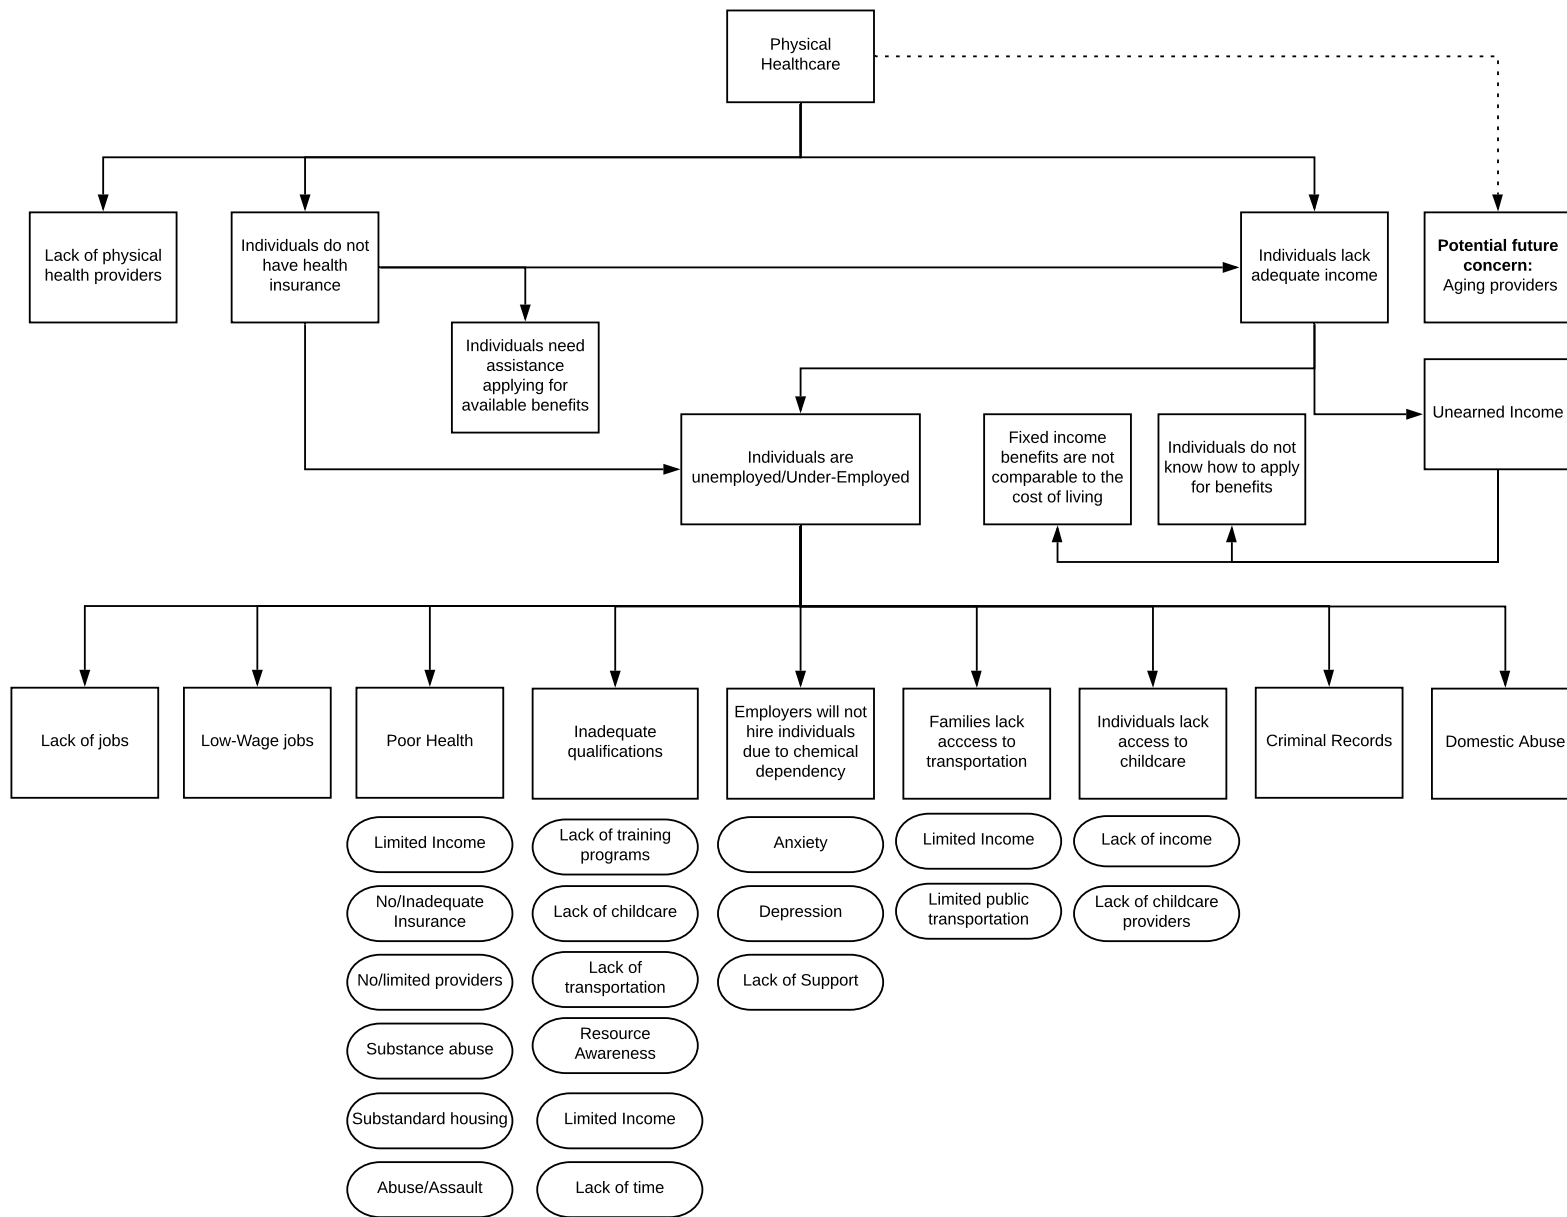 Physical
Healthcare
Lack of physical
health providers
Individuals do not
have health
insurance
Individuals lack
adequate income
Potential future
concern:
Aging providers
Individuals need
assistance
applying for
available benefits
Unearned Income
Individuals are
unemployed/Under-Employed
Fixed income
benefits are not
comparable to the
cost of living
Individuals do not
know how to apply
for benefits
Lack of jobs
Low-Wage jobs
Poor Health
Inadequate
qualifications
Employers will not
hire individuals
due to chemical
dependency
Families lack
acccess to
transportation
Individuals lack
access to
childcare
Criminal Records
Domestic Abuse
Limited Income
No/Inadequate
Insurance
No/limited providers
Substance abuse
Substandard housing
Abuse/Assault
Lack of training
programs
Lack of childcare
Lack of
transportation
Resource
Awareness
Limited Income
Lack of time
Anxiety
Depression
Lack of Support
Limited Income
Limited public
transportation
Lack of income
Lack of childcare
providers